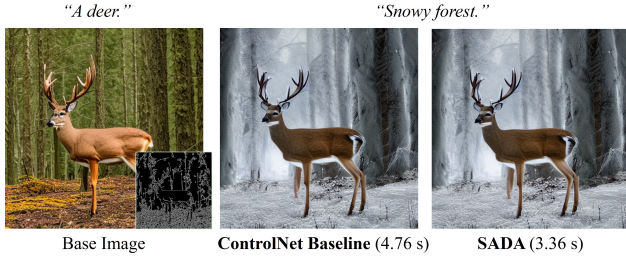 “A deer.”
“Snowy forest.”
Base Image
ControlNet Baseline (4.76 s)
SADA (3.36 s)